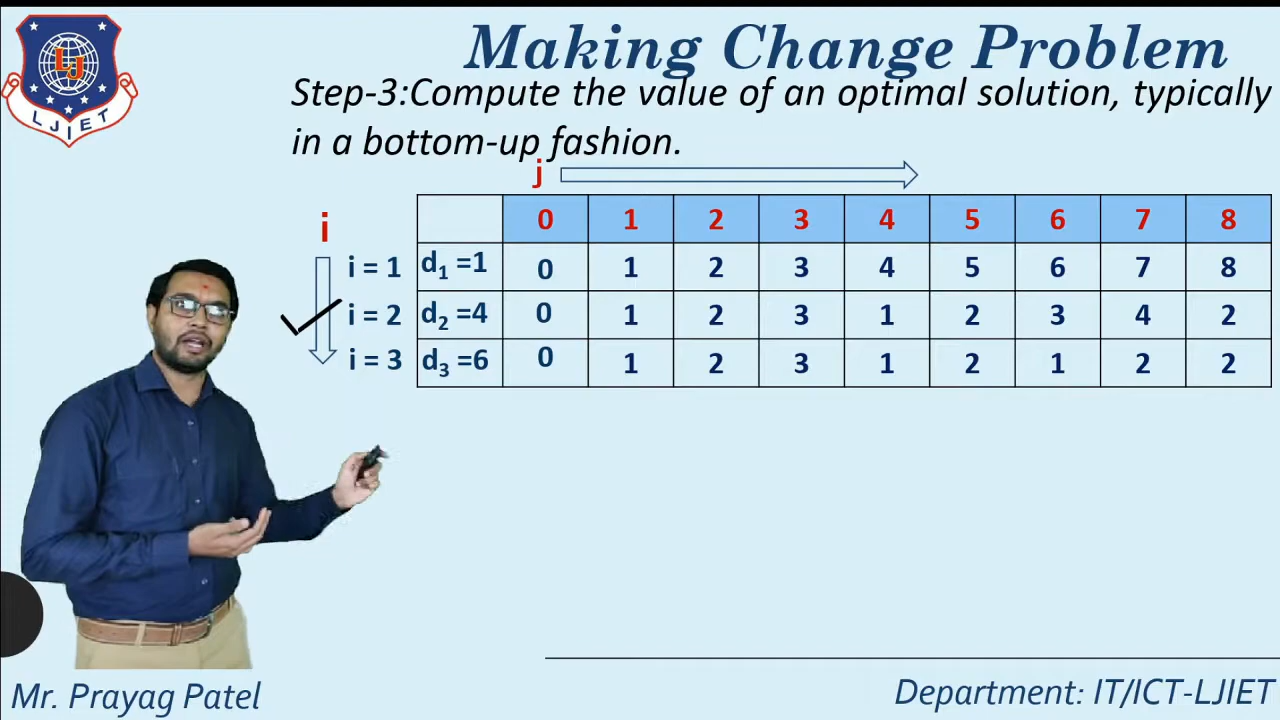 Making Change Problem
Step-3:Compute the value of an optimal solution, typically
in a bottom-up fashion.
LJ
LJIET
j
i
0 1 2 3 4 5 6 7 8
i = 1 d1 =1 0 1 2 3 4 5 6 7 8
i = 2 d2 =4 0 1 2 3 1 2 3 4 2
i = 3 d3 =6 0 1 2 3 1 2 1 2 2
Mr. Prayag Patel
Department: IT/ICT-LJIET